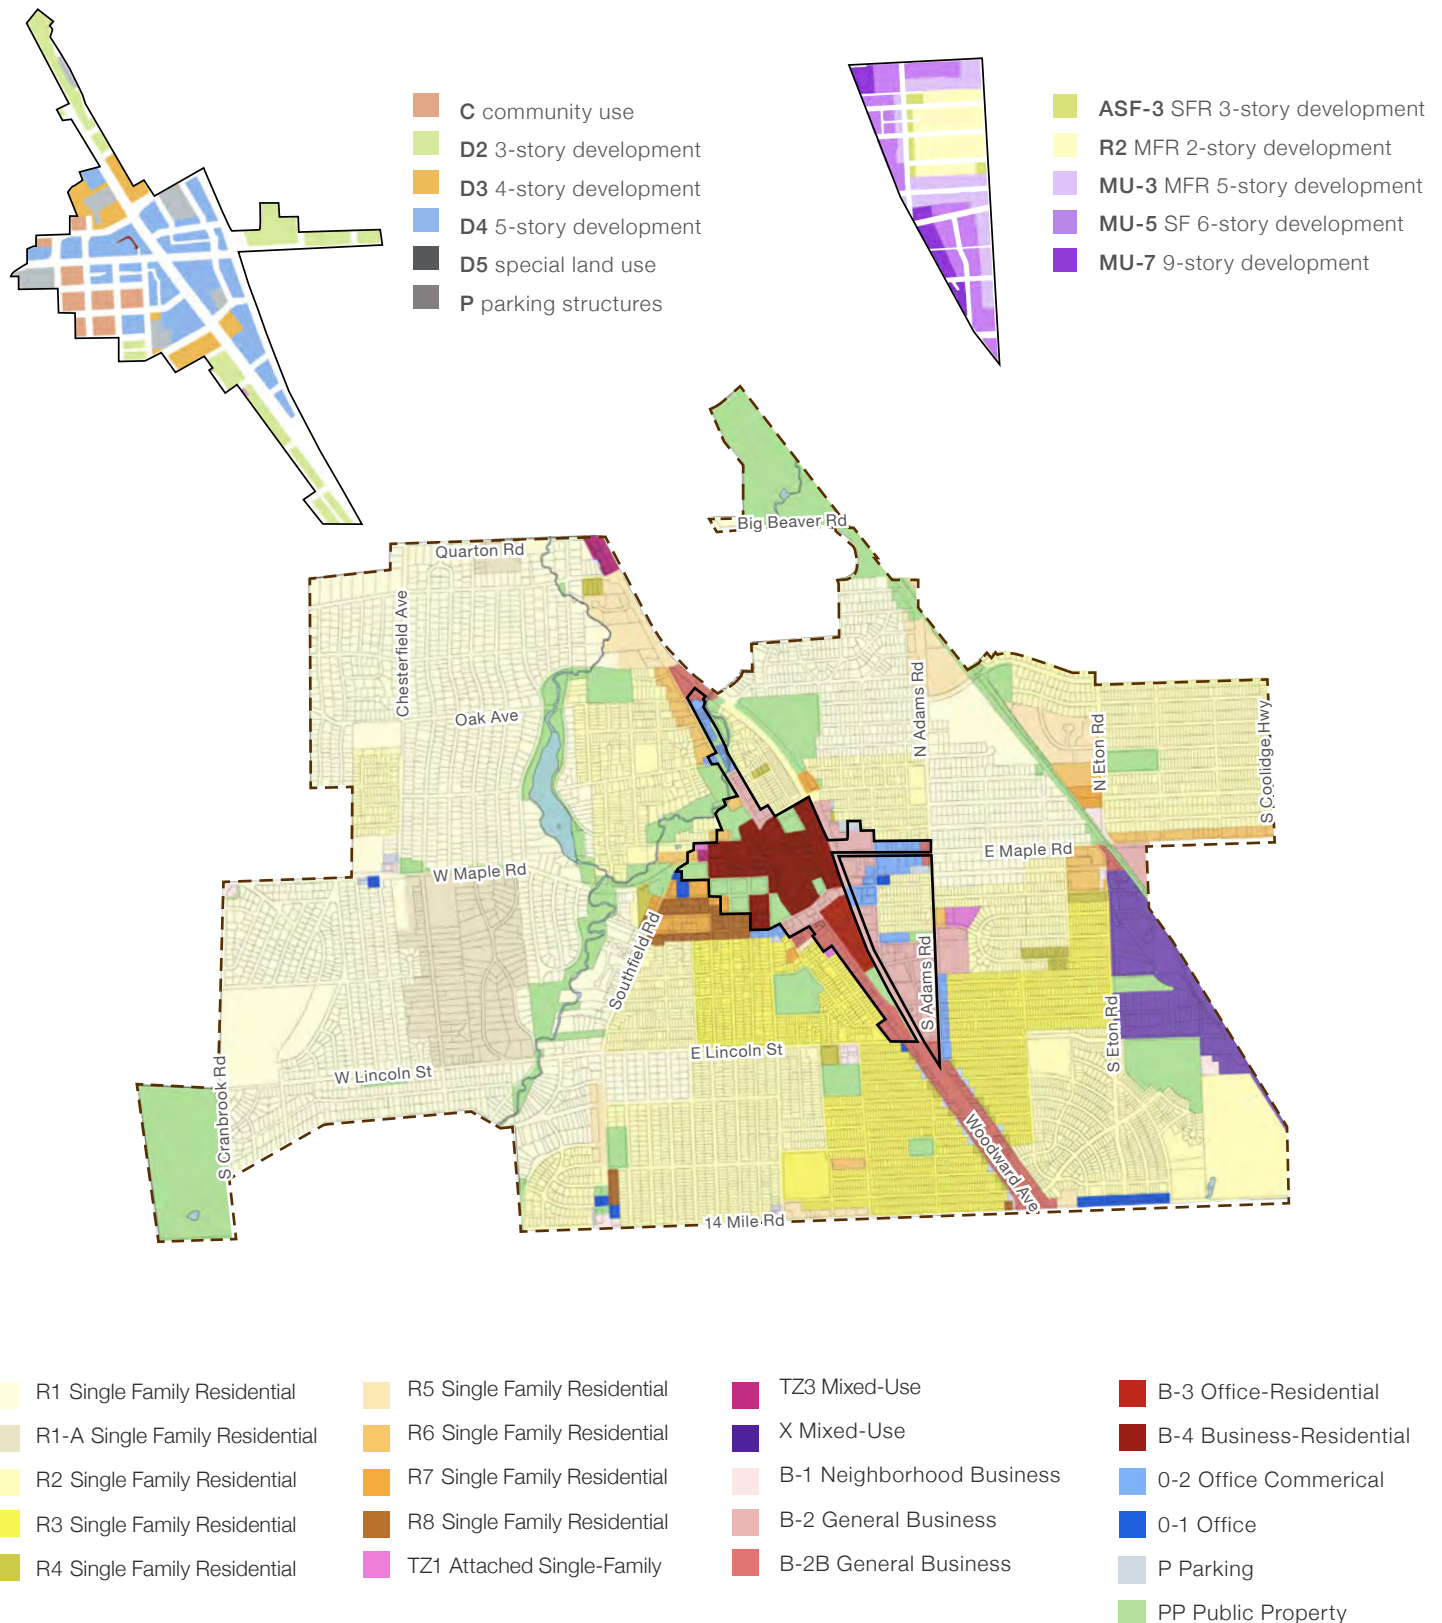 C community use
D2 3-story development
D3 4-story development
D4 5-story development
D5 special land use
P parking structures
ASF-3 SFR 3-story development
R2 MFR 2-story development
MU-3 MFR 5-story development
MU-5 SF 6-story development
MU-7 9-story development
Big Beaver Rd
Quarton Rd
Chesterfield Ave
Oak Ave
N Adams Rd
N Eton Rd
S Coolidge Hwy
W Maple Rd
E Maple Rd
Southfield Rd
S Adams Rd
S Eton Rd
E Lincoln St
W Lincoln St
S Cranbrook Rd
Woodward Ave
14 Mile Rd
R1 Single Family Residential
R1-A Single Family Residential
R2 Single Family Residential
R3 Single Family Residential
R4 Single Family Residential
R5 Single Family Residential
R6 Single Family Residential
R7 Single Family Residential
R8 Single Family Residential
TZ1 Attached Single-Family
TZ3 Mixed-Use
X Mixed-Use
B-1 Neighborhood Business
B-2 General Business
B-2B General Business
B-3 Office-Residential
B-4 Business-Residential
0-2 Office Commerical
0-1 Office
P Parking
PP Public Property